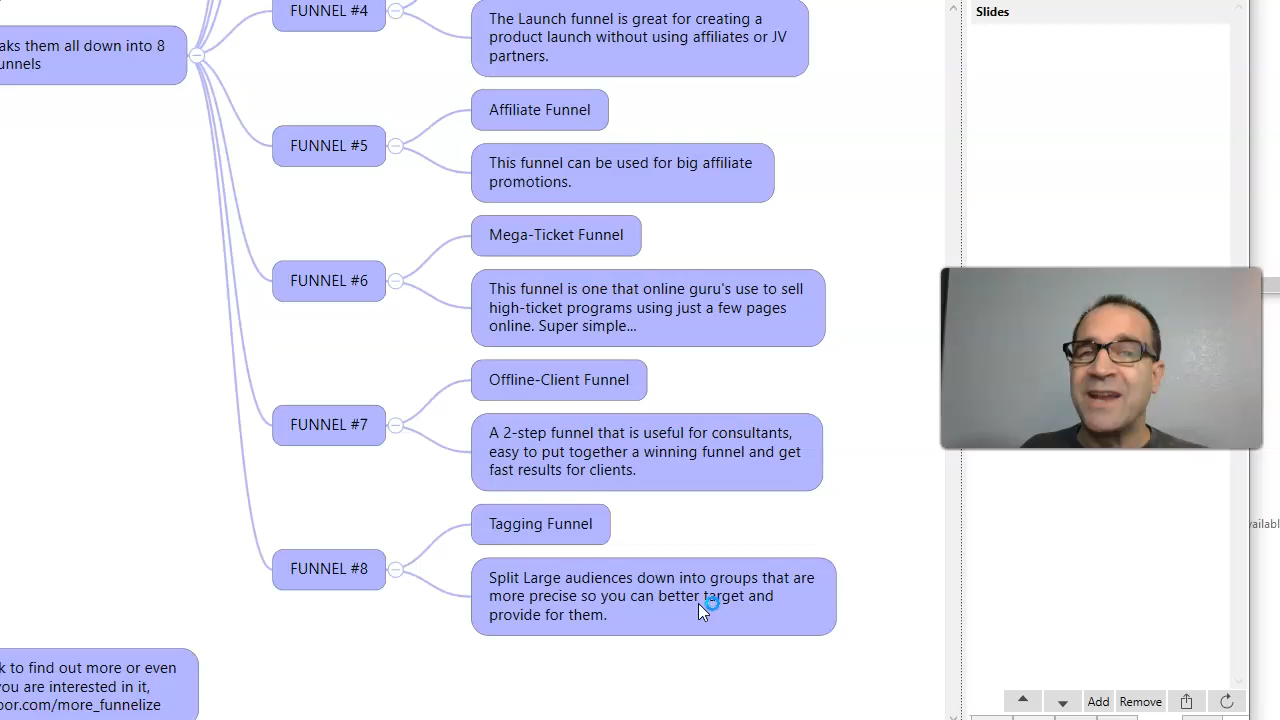 Slides
FUNNEL #4
The Launch funnel is great for creating a
product launch without using affiliates or JV
partners.
aks them all down into 8
unnels
Affiliate Funnel
FUNNEL #5
This funnel can be used for big affiliate
promotions.
Mega-Ticket Funnel
FUNNEL #6
This funnel is one that online guru's use to sell
high-ticket programs using just a few pages
online. Super simple...
Offline-Client Funnel
FUNNEL #7
A 2-step funnel that is useful for consultants,
easy to put together a winning funnel and get
fast results for clients.
Tagging Funnel
FUNNEL #8
Split Large audiences down into groups that are
more precise so you can better target and
provide for them.
vailabl
k to find out more or even
you are interested in it,
oor.com/more_funnelize
Add Remove